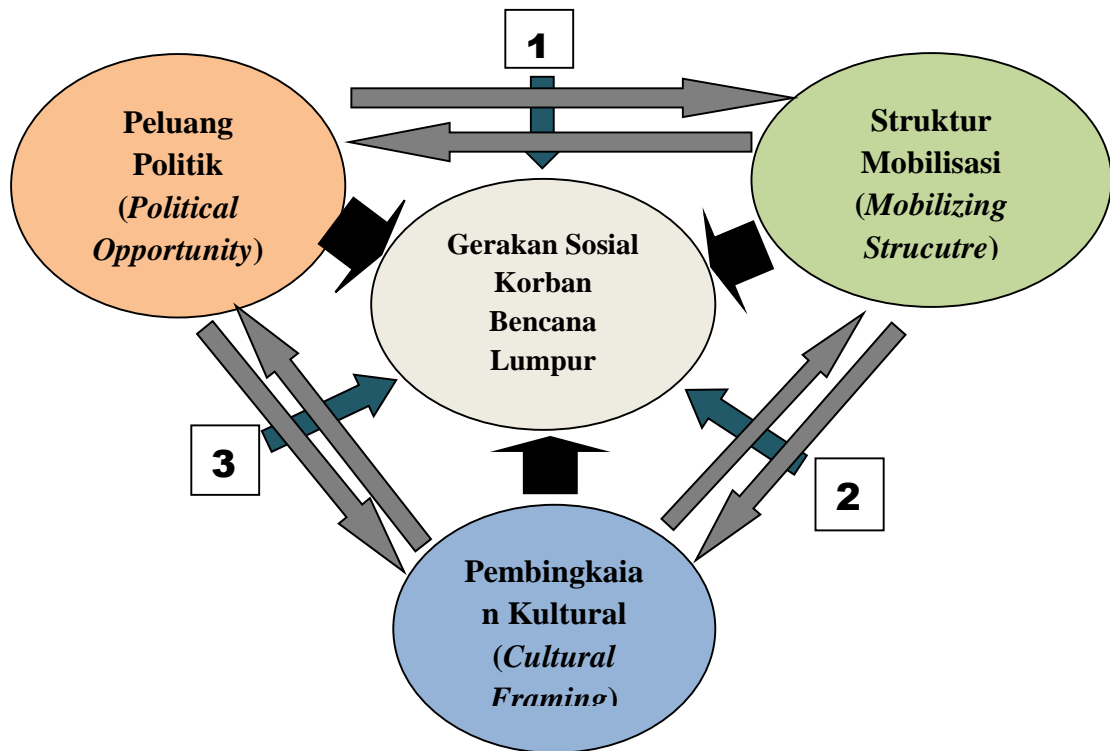 1
Peluang
Politik
(Political
Opportunity)
Struktur
Mobilisasi
(Mobilizing
Strucutre)
Gerakan Sosial
Korban
Bencana
Lumpur
3
2
Pembingkaia
n Kultural
(Cultural
Framing)